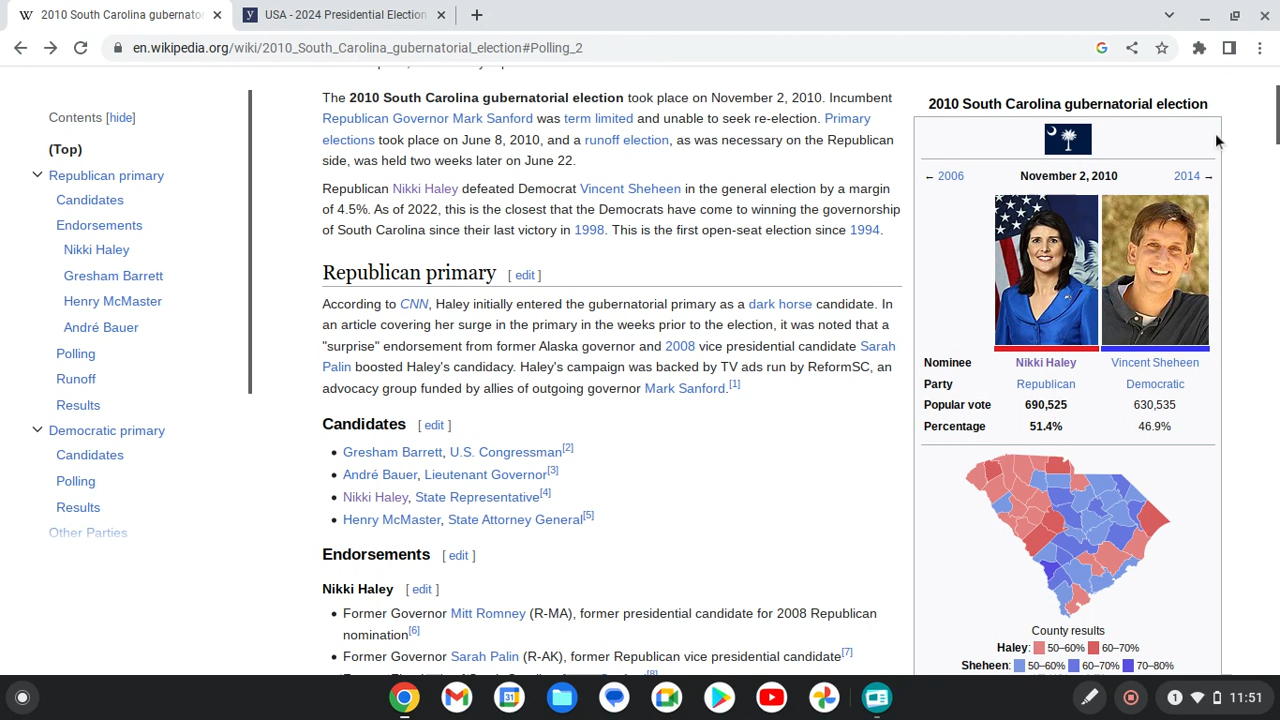 2010 South Carolina gubernator
USA - 2024 Presidential Election
en.wikipedia.org/wiki/2010_South_Carolina_gubernatorial_election#Polling_2
Contents [hide]
(Top)
Republican primary
Candidates
Endorsements
Nikki Haley
Gresham Barrett
Henry McMaster
André Bauer
Polling
Runoff
Results
Democratic primary
Candidates
Polling
Results
Other Parties
The 2010 South Carolina gubernatorial election took place on November 2, 2010. Incumbent
Republican Governor Mark Sanford was term limited and unable to seek re-election. Primary
elections took place on June 8, 2010, and a runoff election, as was necessary on the Republican
side, was held two weeks later on June 22.
Republican Nikki Haley defeated Democrat Vincent Sheheen in the general election by a margin
of 4.5%. As of 2022, this is the closest that the Democrats have come to winning the governorship
of South Carolina since their last victory in 1998. This is the first open-seat election since 1994.
Republican primary [ edit ]
According to CNN, Haley initially entered the gubernatorial primary as a dark horse candidate. In
an article covering her surge in the primary in the weeks prior to the election, it was noted that a
"surprise" endorsement from former Alaska governor and 2008 vice presidential candidate Sarah
Palin boosted Haley's candidacy. Haley's campaign was backed by TV ads run by ReformSC, an
advocacy group funded by allies of outgoing governor Mark Sanford.[1]
Candidates [ edit ]
• Gresham Barrett, U.S. Congressman[2]
• André Bauer, Lieutenant Governor[3]
• Nikki Haley, State Representative[4]
• Henry McMaster, State Attorney General[5]
Endorsements [ edit ]
Nikki Haley [ edit ]
• Former Governor Mitt Romney (R-MA), former presidential candidate for 2008 Republican
nomination[6]
• Former Governor Sarah Palin (R-AK), former Republican vice presidential candidate[7]
2010 South Carolina gubernatorial election
← 2006 November 2, 2010 2014 →
Nominee Nikki Haley Vincent Sheheen
Party Republican Democratic
Popular vote 690,525 630,535
Percentage 51.4% 46.9%
County results
Haley: 50–60% 60–70%
Sheheen: 50–60% 60–70% 70–80%
31
1
11:51